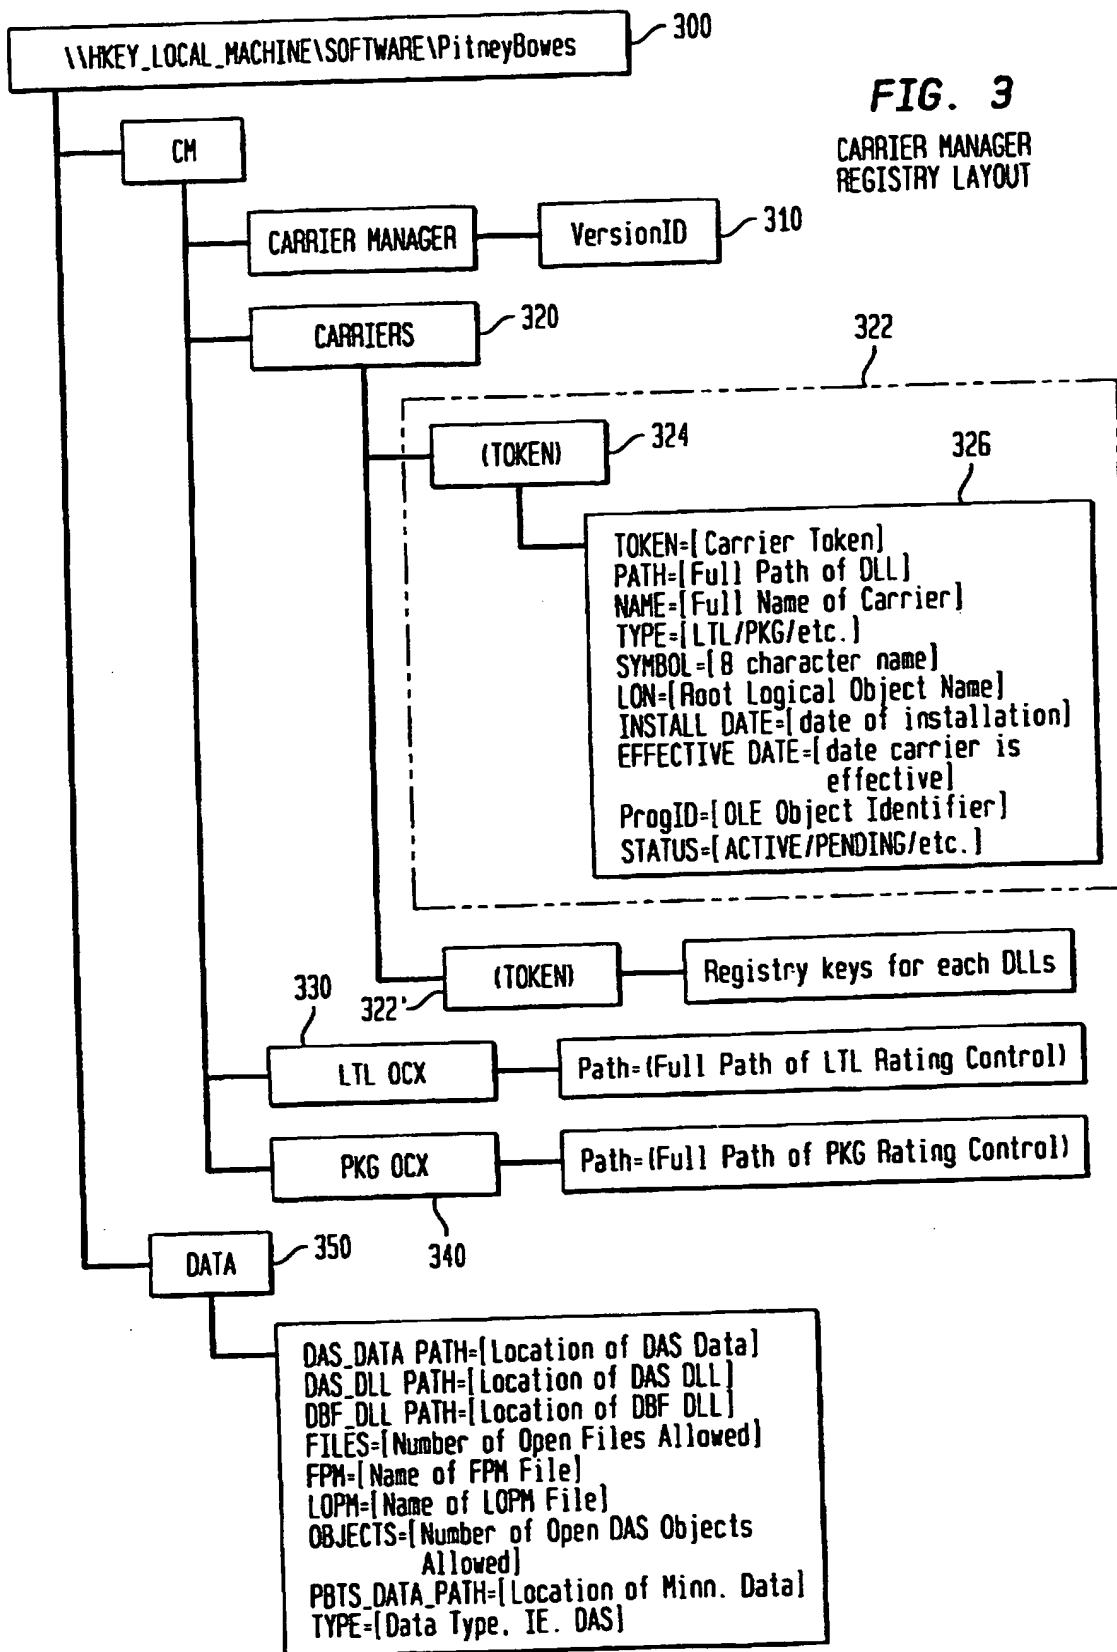 \\HKEY_LOCAL_MACHINE\SOFTWARE\PitneyBowes
300
FIG. 3
CARRIER MANAGER
REGISTRY LAYOUT
CM
CARRIER MANAGER
VersionID
310
CARRIERS
320
322
(TOKEN)
324
326
TOKEN=[Carrier Token]
PATH=[Full Path of DLL]
NAME=[Full Name of Carrier]
TYPE=[LTL/PKG/etc.]
SYMBOL=[8 character name]
LON=[Root Logical Object Name]
INSTALL DATE=[date of installation]
EFFECTIVE DATE=[date carrier is
effective]
ProgID=[OLE Object Identifier]
STATUS=[ACTIVE/PENDING/etc.]
(TOKEN)
322'
Registry keys for each DLLs
330
LTL OCX
Path=(Full Path of LTL Rating Control)
PKG OCX
340
Path=(Full Path of PKG Rating Control)
DATA
350
DAS_DATA PATH=[Location of DAS Data]
DAS_DLL PATH=[Location of DAS DLL]
DBF_DLL PATH=[Location of DBF DLL]
FILES=[Number of Open Files Allowed]
FPM=[Name of FPM File]
LOPM=[Name of LOPM File]
OBJECTS=[Number of Open DAS Objects
Allowed]
PBTS_DATA_PATH=[Location of Minn. Data]
TYPE=[Data Type. IE. DAS]